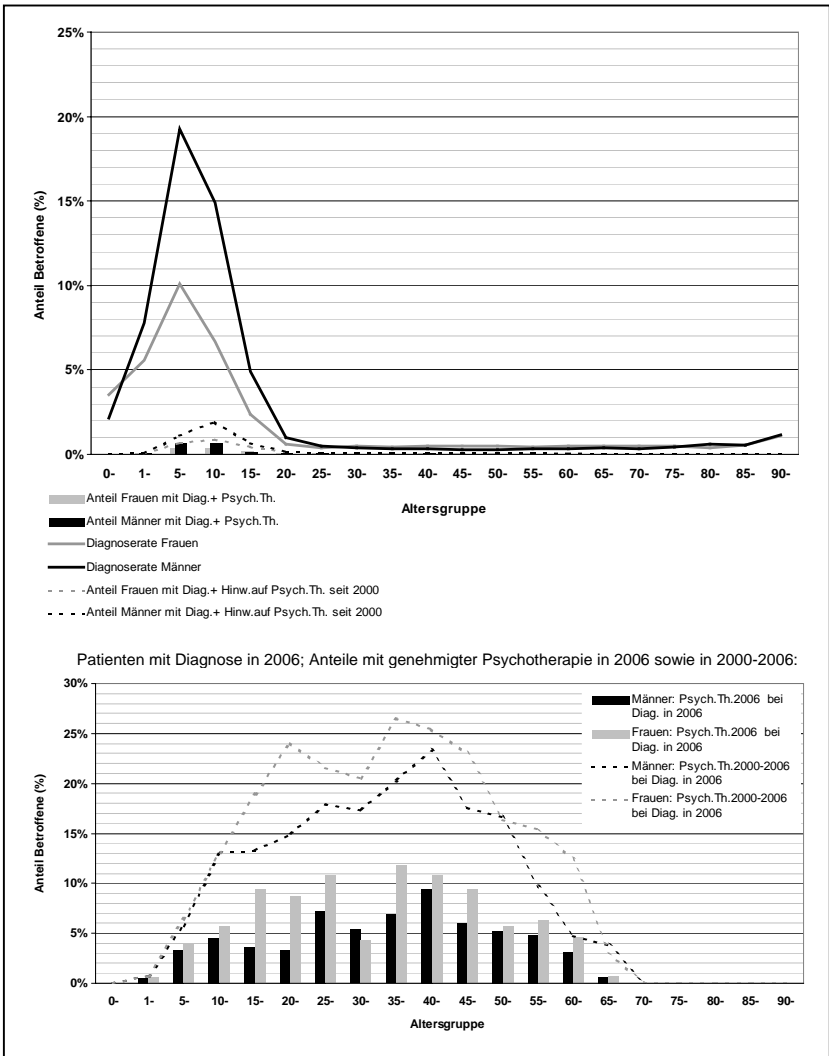 25%
20%
15%
10%
5%
0%
Anteil Betroffene (%)
0- 1- 5- 10- 15- 20- 25- 30- 35- 40- 45- 50- 55- 60- 65- 70- 75- 80- 85- 90-
Altersgruppe
Anteil Frauen mit Diag.+ Psych.Th.
Anteil Männer mit Diag.+ Psych.Th.
Diagnoserate Frauen
Diagnoserate Männer
Anteil Frauen mit Diag.+ Hinw.auf Psych.Th. seit 2000
Anteil Männer mit Diag.+ Hinw.auf Psych.Th. seit 2000
Patienten mit Diagnose in 2006; Anteile mit genehmigter Psychotherapie in 2006 sowie in 2000-2006:
30%
25%
20%
15%
10%
5%
0%
Anteil Betroffene (%)
Männer: Psych.Th.2006 bei
Diag. in 2006
Frauen: Psych.Th.2006 bei
Diag. in 2006
Männer: Psych.Th.2000-2006
bei Diag. in 2006
Frauen: Psych.Th.2000-2006
bei Diag. in 2006
0- 1- 5- 10- 15- 20- 25- 30- 35- 40- 45- 50- 55- 60- 65- 70- 75- 80- 85- 90-
Altersgruppe